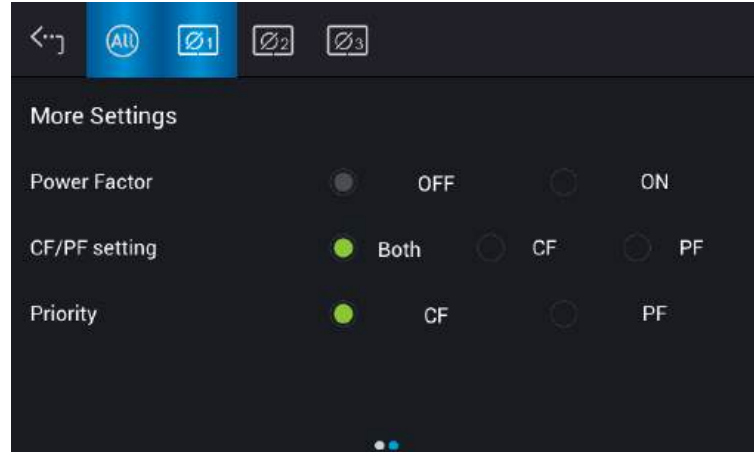 All Ø1 Ø2 Ø3
More Settings
Power Factor OFF ON
CF/PF setting Both CF PF
Priority CF PF